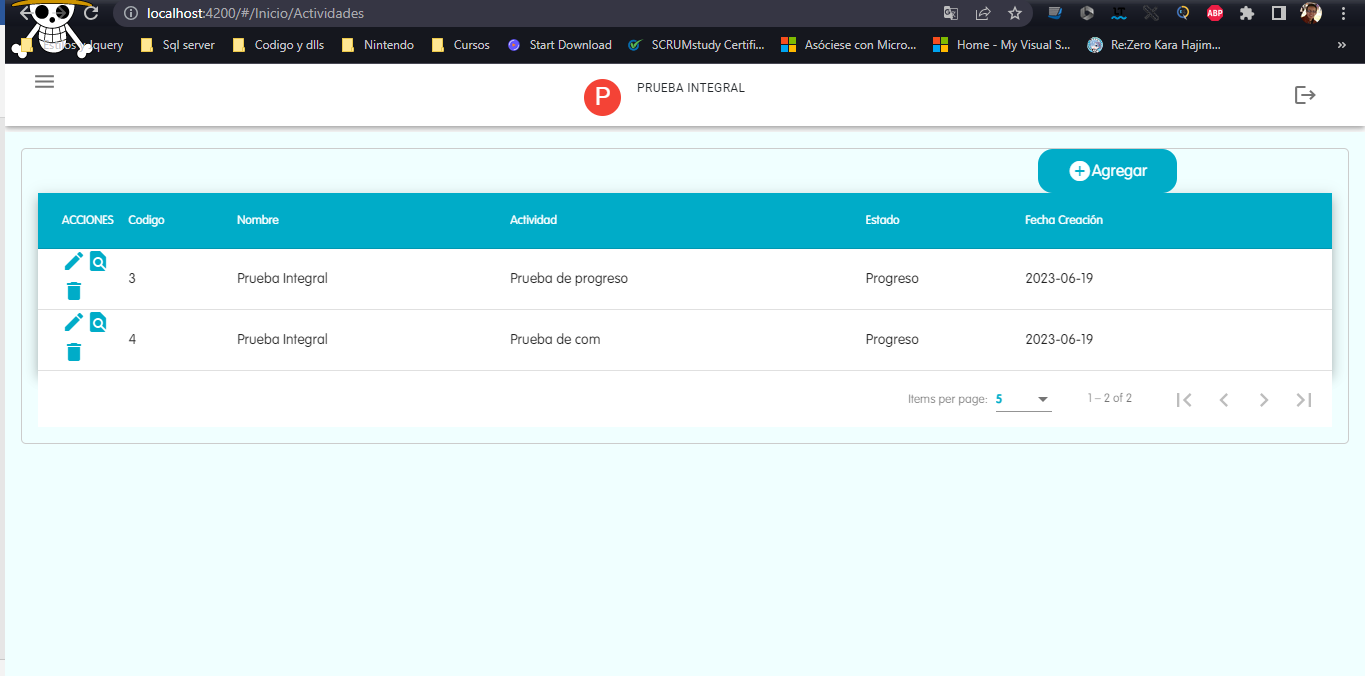 localhost:4200/#/Inicio/Actividades
ABP
Jquery Sql server Codigo y dlls Nintendo Cursos Start Download SCRUMstudy Certifi... Asóciese con Micro... Home - My Visual S... Re:Zero Kara Hajim... »
P PRUEBA INTEGRAL
Agregar
ACCIONES Codigo Nombre Actividad Estado Fecha Creación
3 Prueba Integral Prueba de progreso Progreso 2023-06-19
4 Prueba Integral Prueba de com Progreso 2023-06-19
Items per page: 5 1 – 2 of 2